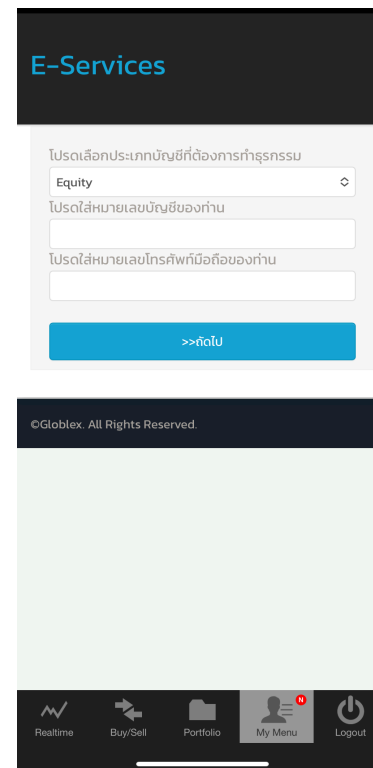 E-Services
โปรดเลือกประเภทบัญชีที่ต้องการทำธุรกรรม
Equity
โปรดใส่หมายเลขบัญชีของท่าน
โปรดใส่หมายเลขโทรศัพท์มือถือของท่าน
>>ถัดไป
©Globlex. All Rights Reserved.
N
Realtime Buy/Sell Portfolio My Menu Logout